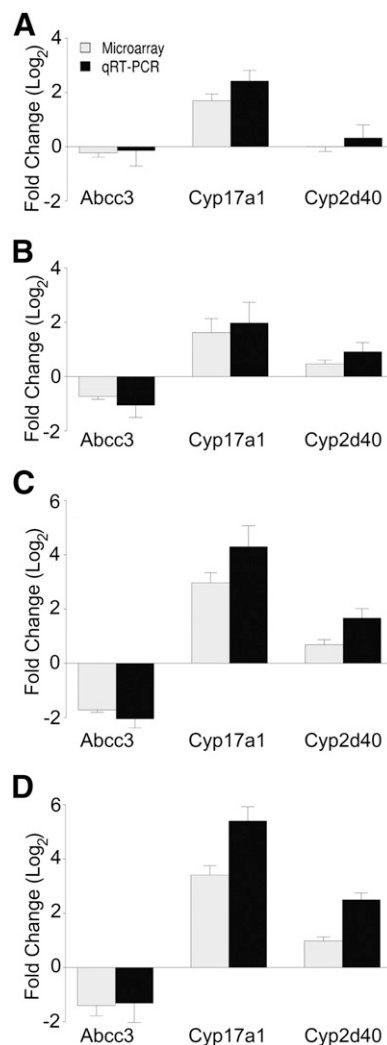 A
Fold Change (Log2)
4
2
0
-2
Microarray
qRT-PCR
Abcc3 Cyp17a1 Cyp2d40
B
Fold Change (Log2)
4
2
0
-2
Abcc3 Cyp17a1 Cyp2d40
C
Fold Change (Log2)
6
4
2
0
-2
Abcc3 Cyp17a1 Cyp2d40
D
Fold Change (Log2)
6
4
2
0
-2
Abcc3 Cyp17a1 Cyp2d40